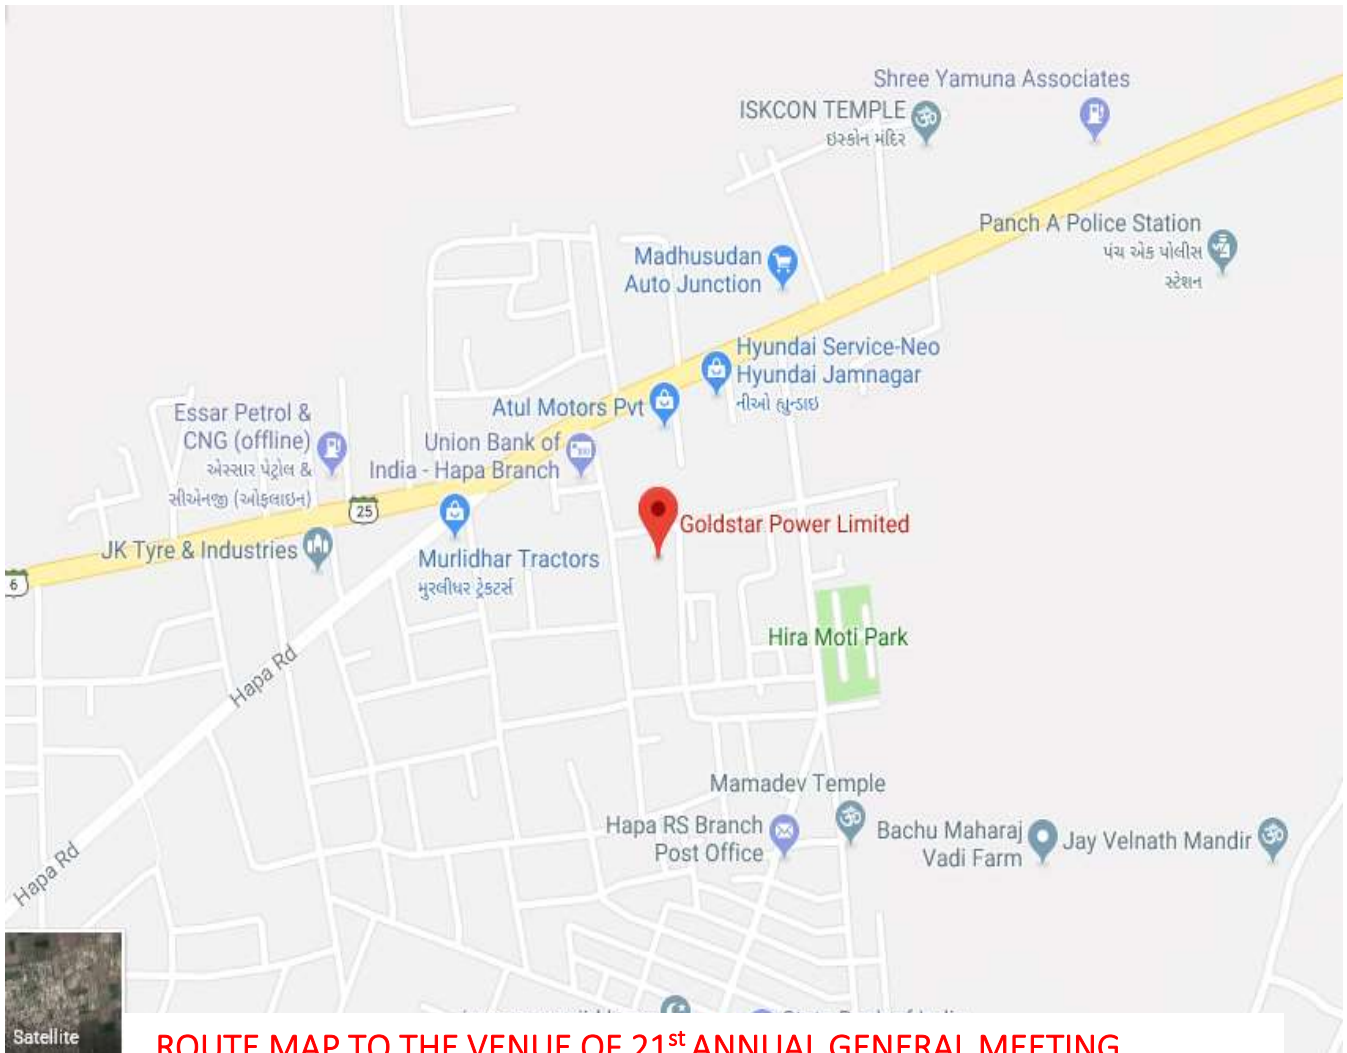 Shree Yamuna Associates
ISKCON TEMPLE
ઇસ્કોન મંદિર
Panch A Police Station
પંચ એક પોલીસ
સ્ટેશન
Madhusudan
Auto Junction
Hyundai Service-Neo
Hyundai Jamnagar
નીઓ હ્યુન્ડાઇ
Atul Motors Pvt
Essar Petrol &
CNG (offline)
એસ્સાર પેટ્રોલ &
સીએનજી (ઓફલાઇન)
Union Bank of
India - Hapa Branch
25
Goldstar Power Limited
JK Tyre & Industries
Murlidhar Tractors
મુરલીધર ટ્રેકટર્સ
6
Hira Moti Park
Hapa Rd
Mamadev Temple
Hapa RS Branch
Post Office
Bachu Maharaj
Vadi Farm
Jay Velnath Mandir
Hapa Rd
Satellite
ROUTE MAP TO THE VENUE OF 21st ANNUAL GENERAL MEETING